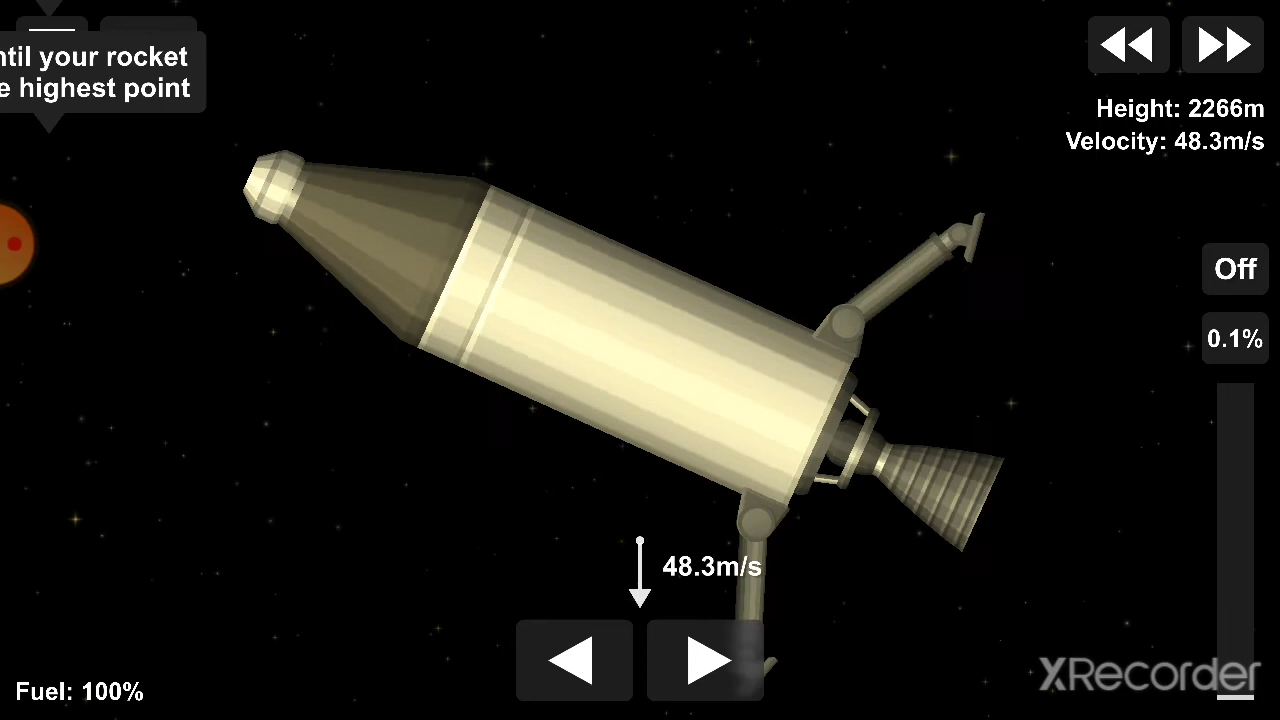 ntil your rocket
e highest point
Height: 2266m
Velocity: 48.3m/s
Off
0.1%
48.3m/s
Fuel: 100%
XRecorder